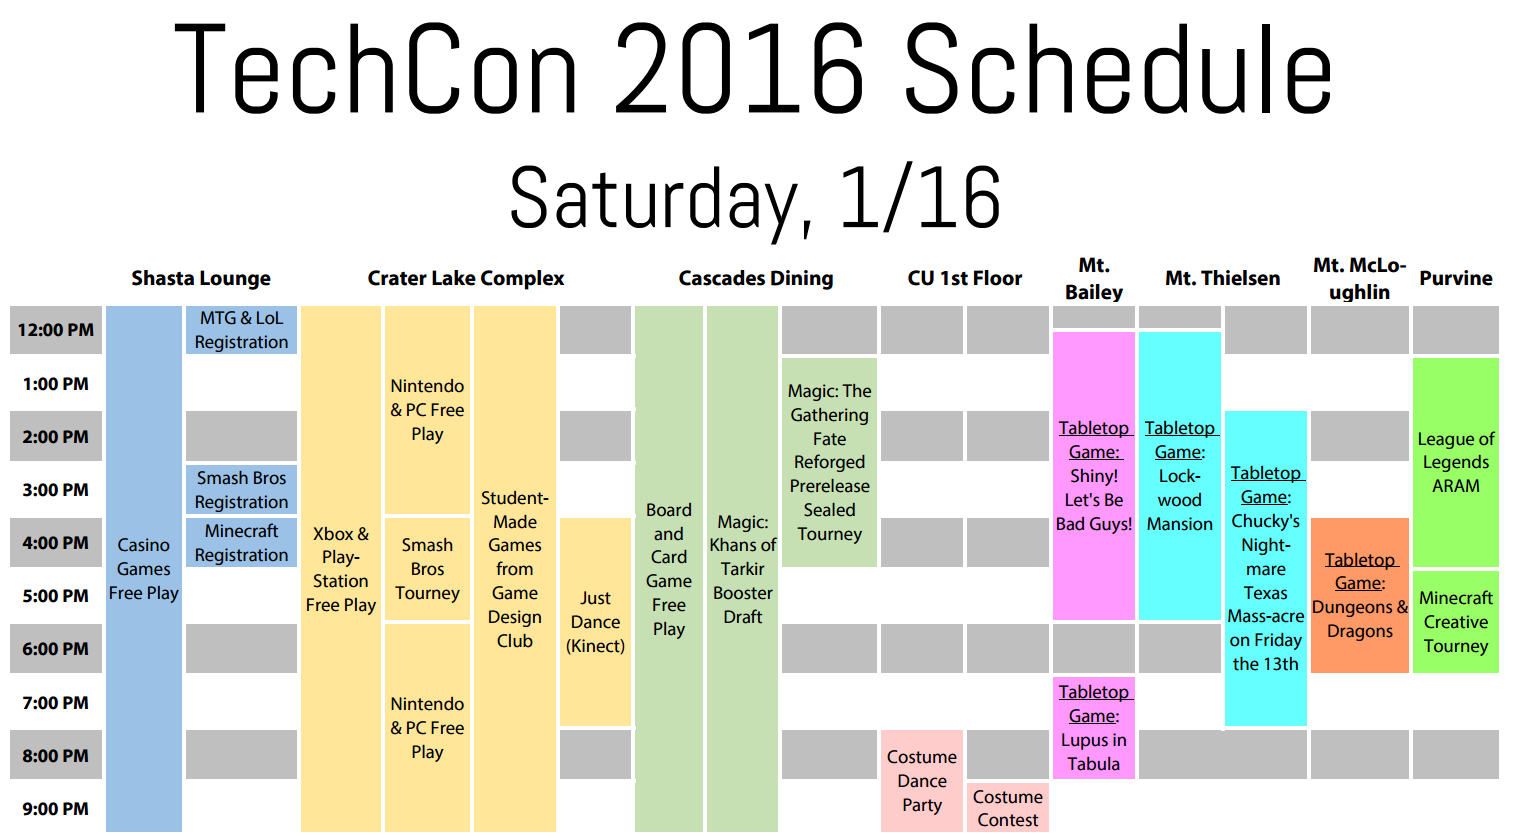 TechCon 2016 Schedule
Saturday, 1/16
Shasta Lounge
Crater Lake Complex
Cascades Dining
CU 1st Floor
Mt.
Bailey
Mt. Thielsen
Mt. McLo-
ughlin
Purvine
12:00 PM
1:00 PM
2:00 PM
3:00 PM
4:00 PM
5:00 PM
6:00 PM
7:00 PM
8:00 PM
9:00 PM
Casino
Games
Free Play
MTG & LoL
Registration
Smash Bros
Registration
Minecraft
Registration
Xbox &
Play-
Station
Free Play
Nintendo
& PC Free
Play
Smash
Bros
Tourney
Nintendo
& PC Free
Play
Student-
Made
Games
from
Game
Design
Club
Just
Dance
(Kinect)
Board
and
Card
Game
Free
Play
Magic:
Khans of
Tarkir
Booster
Draft
Magic: The
Gathering
Fate
Reforged
Prerelease
Sealed
Tourney
Costume
Dance
Party
Costume
Contest
Tabletop
Game:
Shiny!
Let's Be
Bad Guys!
Tabletop
Game:
Lupus in
Tabula
Tabletop
Game:
Lock-
wood
Mansion
Tabletop
Game:
Chucky's
Night-
mare
Texas
Mass-acre
on Friday
the 13th
Tabletop
Game:
Dungeons &
Dragons
League of
Legends
ARAM
Minecraft
Creative
Tourney